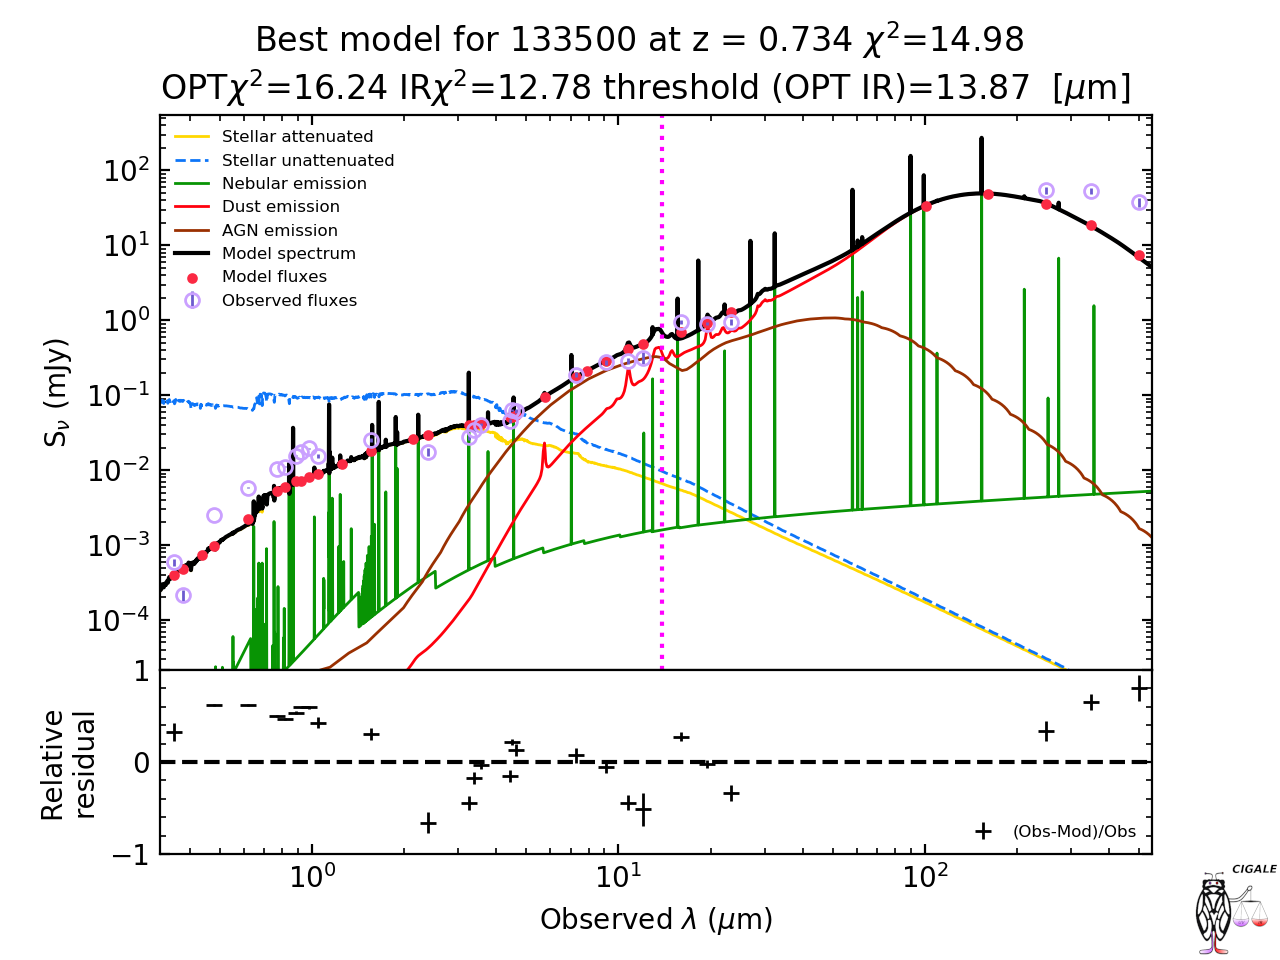 Best model for 133500 at z = 0.734 χ²=14.98
OPTχ²=16.24 IRχ²=12.78 threshold (OPT IR)=13.87 [μm]
Stellar attenuated
Stellar unattenuated
Nebular emission
Dust emission
AGN emission
Model spectrum
Model fluxes
Observed fluxes
S_ν (mJy)
10²
10¹
10⁰
10⁻¹
10⁻²
10⁻³
10⁻⁴
1
0
−1
Relative
residual
(Obs-Mod)/Obs
10⁰ 10¹ 10²
Observed λ (μm)
CIGALE